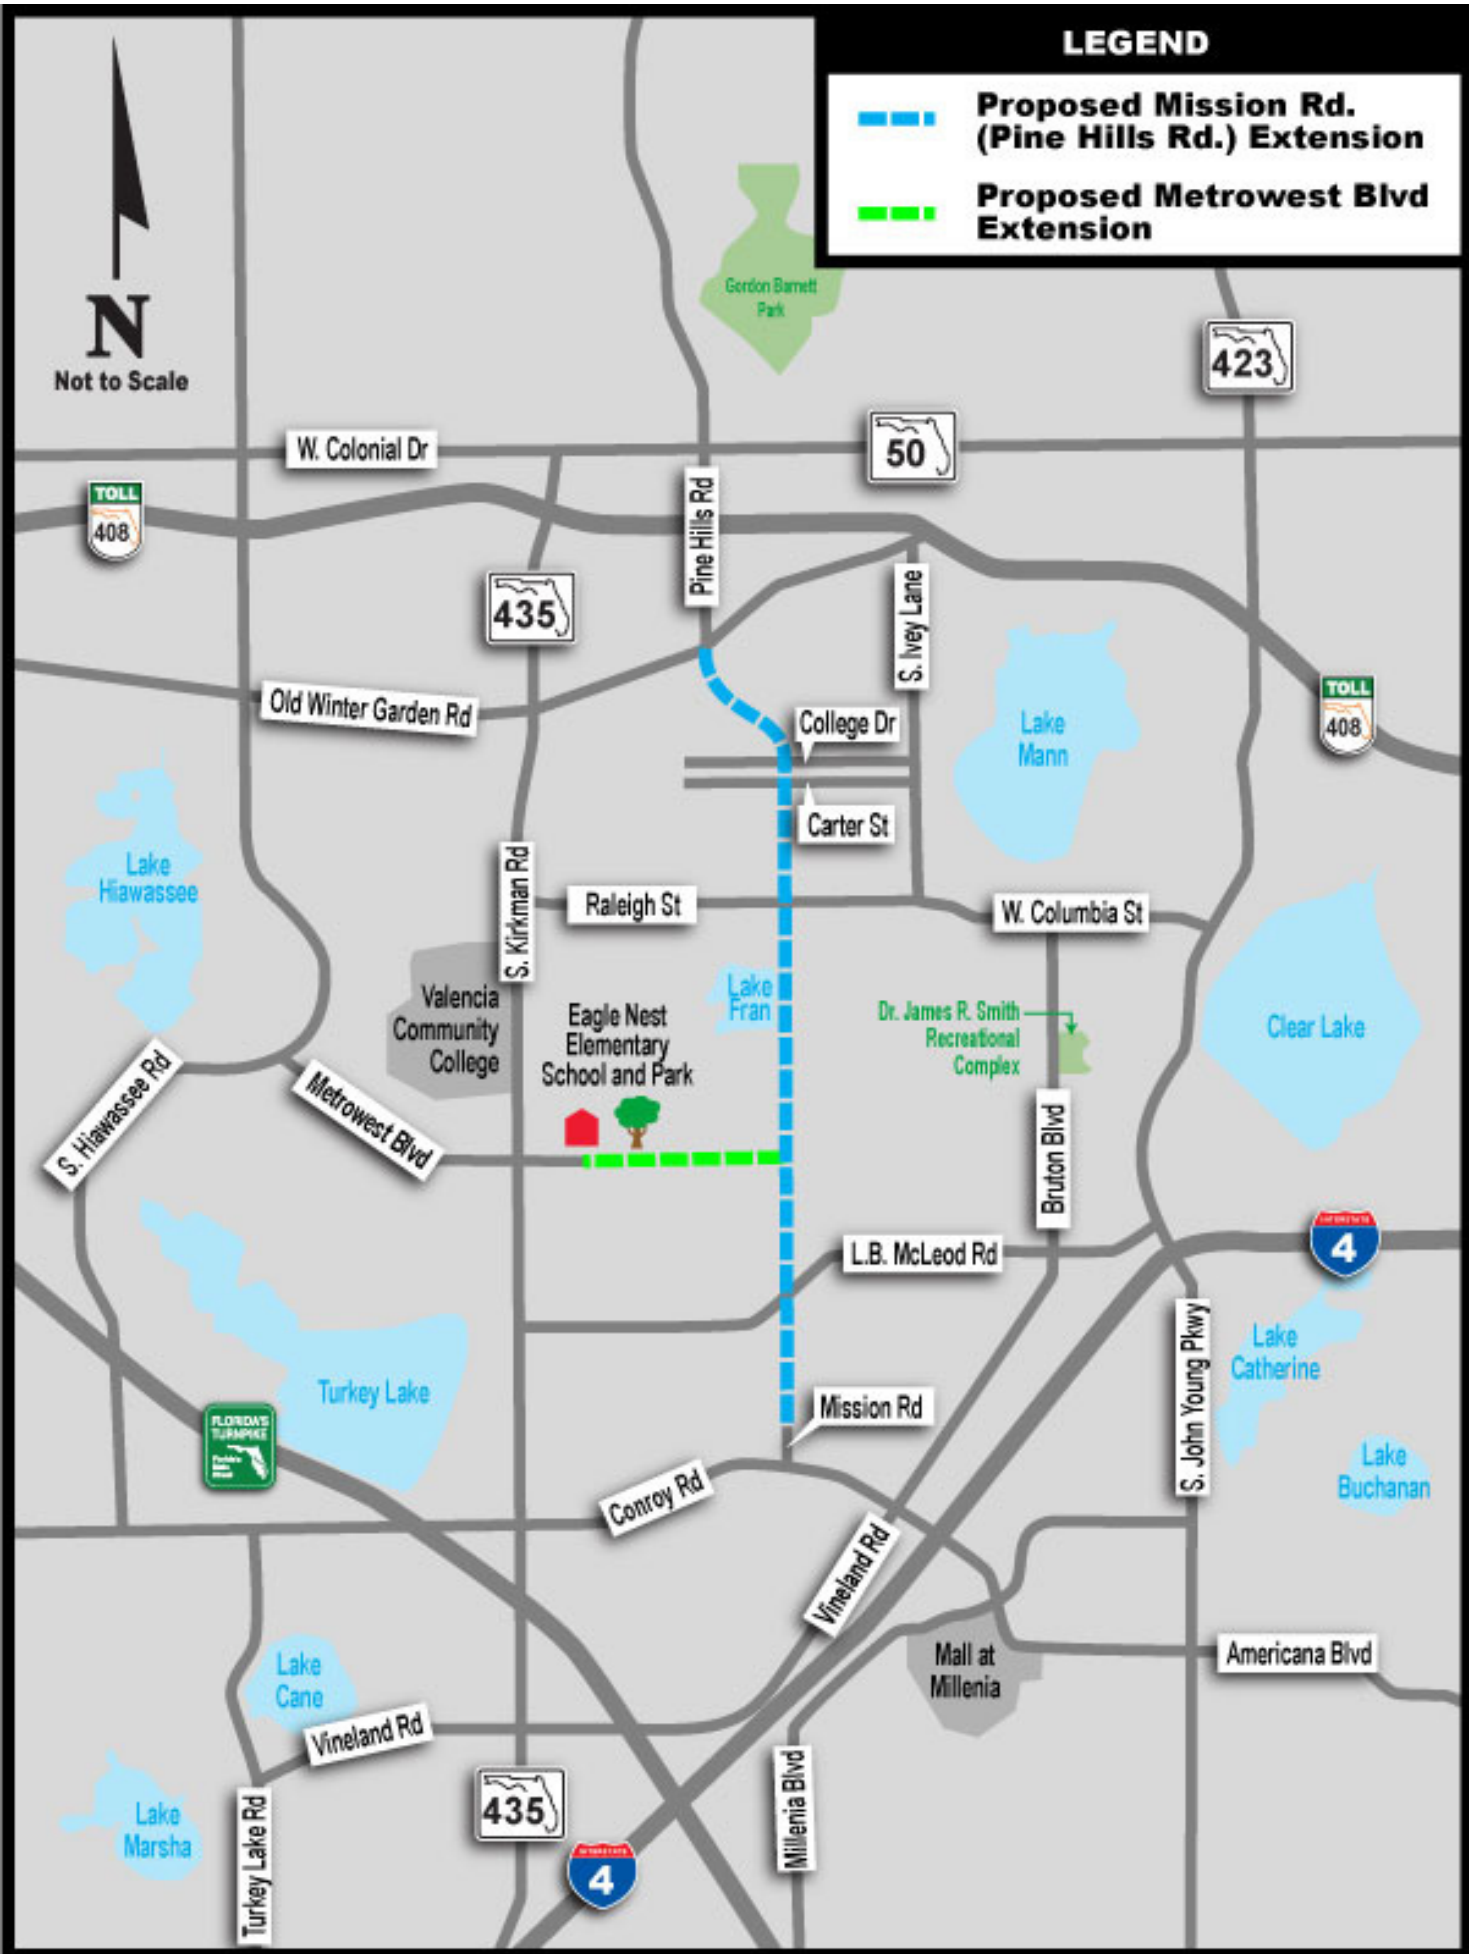 LEGEND
Proposed Mission Rd.
(Pine Hills Rd.) Extension
Proposed Metrowest Blvd
Extension
N
Not to Scale
Gordon Barnett
Park
423
W. Colonial Dr
50
TOLL
408
Pine Hills Rd
435
S. Ivey Lane
Old Winter Garden Rd
TOLL
408
College Dr
Lake
Mann
Carter St
Lake
Hiawassee
S. Kirkman Rd
Raleigh St
W. Columbia St
Valencia
Community
College
Eagle Nest
Elementary
School and Park
Lake
Fran
Dr. James R. Smith
Recreational
Complex
Clear Lake
S. Hiawassee Rd
Metrowest Blvd
Bruton Blvd
L.B. McLeod Rd
INTERSTATE
4
Turkey Lake
Mission Rd
S. John Young Pkwy
Lake
Catherine
FLORIDA'S
TURNPIKE
Conroy Rd
Lake
Buchanan
Vineland Rd
Mall at
Millenia
Americana Blvd
Lake
Cane
Vineland Rd
435
Millenia Blvd
Lake
Marsha
Turkey Lake Rd
INTERSTATE
4